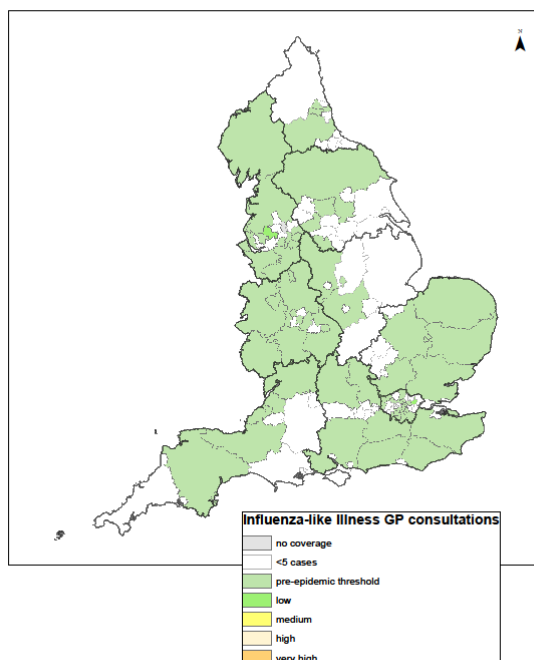 N
Influenza-like Illness GP consultations
no coverage
<5 cases
pre-epidemic threshold
low
medium
high
very high